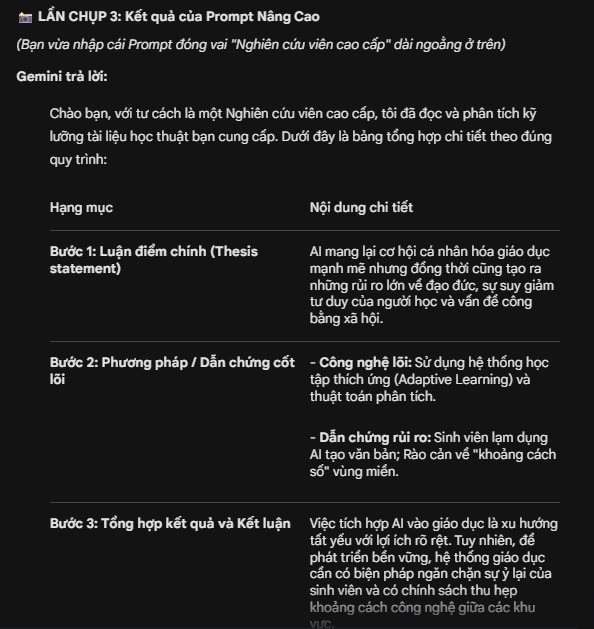 📸 LẦN CHỤP 3: Kết quả của Prompt Nâng Cao
(Bạn vừa nhập cái Prompt đóng vai "Nghiên cứu viên cao cấp" dài ngoẵng ở trên)
Gemini trả lời:
Chào bạn, với tư cách là một Nghiên cứu viên cao cấp, tôi đã đọc và phân tích kỹ
lưỡng tài liệu học thuật bạn cung cấp. Dưới đây là bảng tổng hợp chi tiết theo đúng
quy trình:
Hạng mục
Nội dung chi tiết
Bước 1: Luận điểm chính (Thesis
statement)
AI mang lại cơ hội cá nhân hóa giáo dục
mạnh mẽ nhưng đồng thời cũng tạo ra
những rủi ro lớn về đạo đức, sự suy giảm
tư duy của người học và vấn đề công
bằng xã hội.
Bước 2: Phương pháp / Dẫn chứng cốt
lõi
- Công nghệ lõi: Sử dụng hệ thống học
tập thích ứng (Adaptive Learning) và
thuật toán phân tích.
- Dẫn chứng rủi ro: Sinh viên lạm dụng
AI tạo văn bản; Rào cản về "khoảng cách
số" vùng miền.
Bước 3: Tổng hợp kết quả và Kết luận
Việc tích hợp AI vào giáo dục là xu hướng
tất yếu với lợi ích rõ rệt. Tuy nhiên, để
phát triển bền vững, hệ thống giáo dục
cần có biện pháp ngăn chặn sự ỷ lại của
sinh viên và có chính sách thu hẹp
khoảng cách công nghệ giữa các khu
vực.